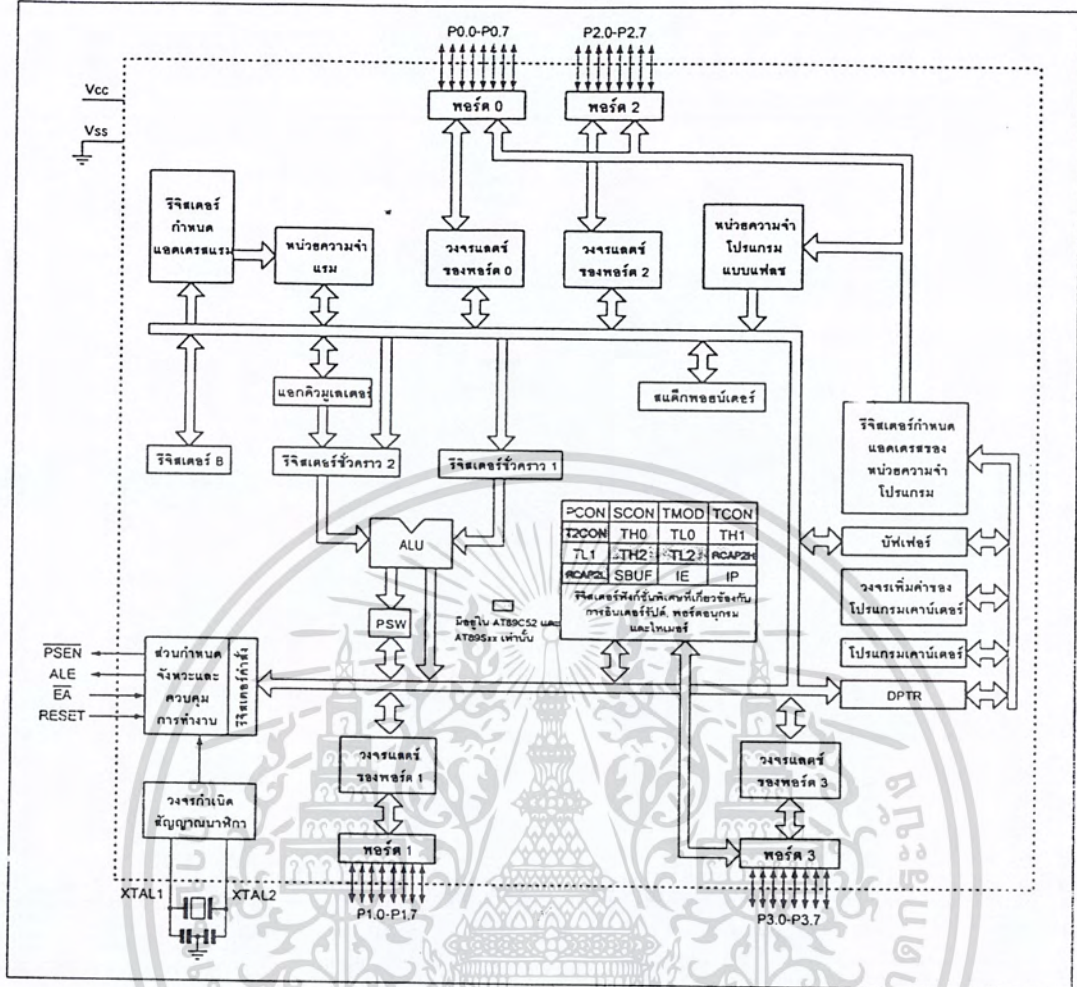 P0.0-P0.7
P2.0-P2.7
Vcc
Vss
พอร์ต 0
พอร์ต 2
รีจิสเตอร์
กำหนด
แอดเดรสแรม
หน่วยความจำ
แรม
วงจรแลตช์
ของพอร์ต 0
วงจรแลตช์
ของพอร์ต 2
หน่วยความจำ
โปรแกรม
แบบแฟลช
แอกคิวมูเลเตอร์
สแต็กพอยน์เตอร์
รีจิสเตอร์ B
รีจิสเตอร์ชั่วคราว 2
รีจิสเตอร์ชั่วคราว 1
รีจิสเตอร์กำหนด
แอดเดรสของ
หน่วยความจำ
โปรแกรม
ALU
PCON SCON TMOD TCON
T2CON TH0 TL0 TH1
TL1 TH2 TL2 RCAP2H
RCAP2L SBUF IE IP
รีจิสเตอร์ฟังก์ชั่นพิเศษที่เกี่ยวข้องกับ
การอินเตอร์รัปต์, พอร์ตอนุกรม
และไทเมอร์
บัฟเฟอร์
วงจรเพิ่มค่าของ
โปรแกรมเคาน์เตอร์
โปรแกรมเคาน์เตอร์
DPTR
PSW
มีอยู่ใน AT89C52 และ
AT89Sxx เท่านั้น
PSEN
ALE
EA
RESET
ส่วนกำหนด
จังหวะและ
ควบคุม
การทำงาน
รีจิสเตอร์คำสั่ง
วงจรแลตช์
ของพอร์ต 1
วงจรแลตช์
ของพอร์ต 3
วงจรกำเนิด
สัญญาณนาฬิกา
พอร์ต 1
พอร์ต 3
XTAL1
XTAL2
P1.0-P1.7
P3.0-P3.7